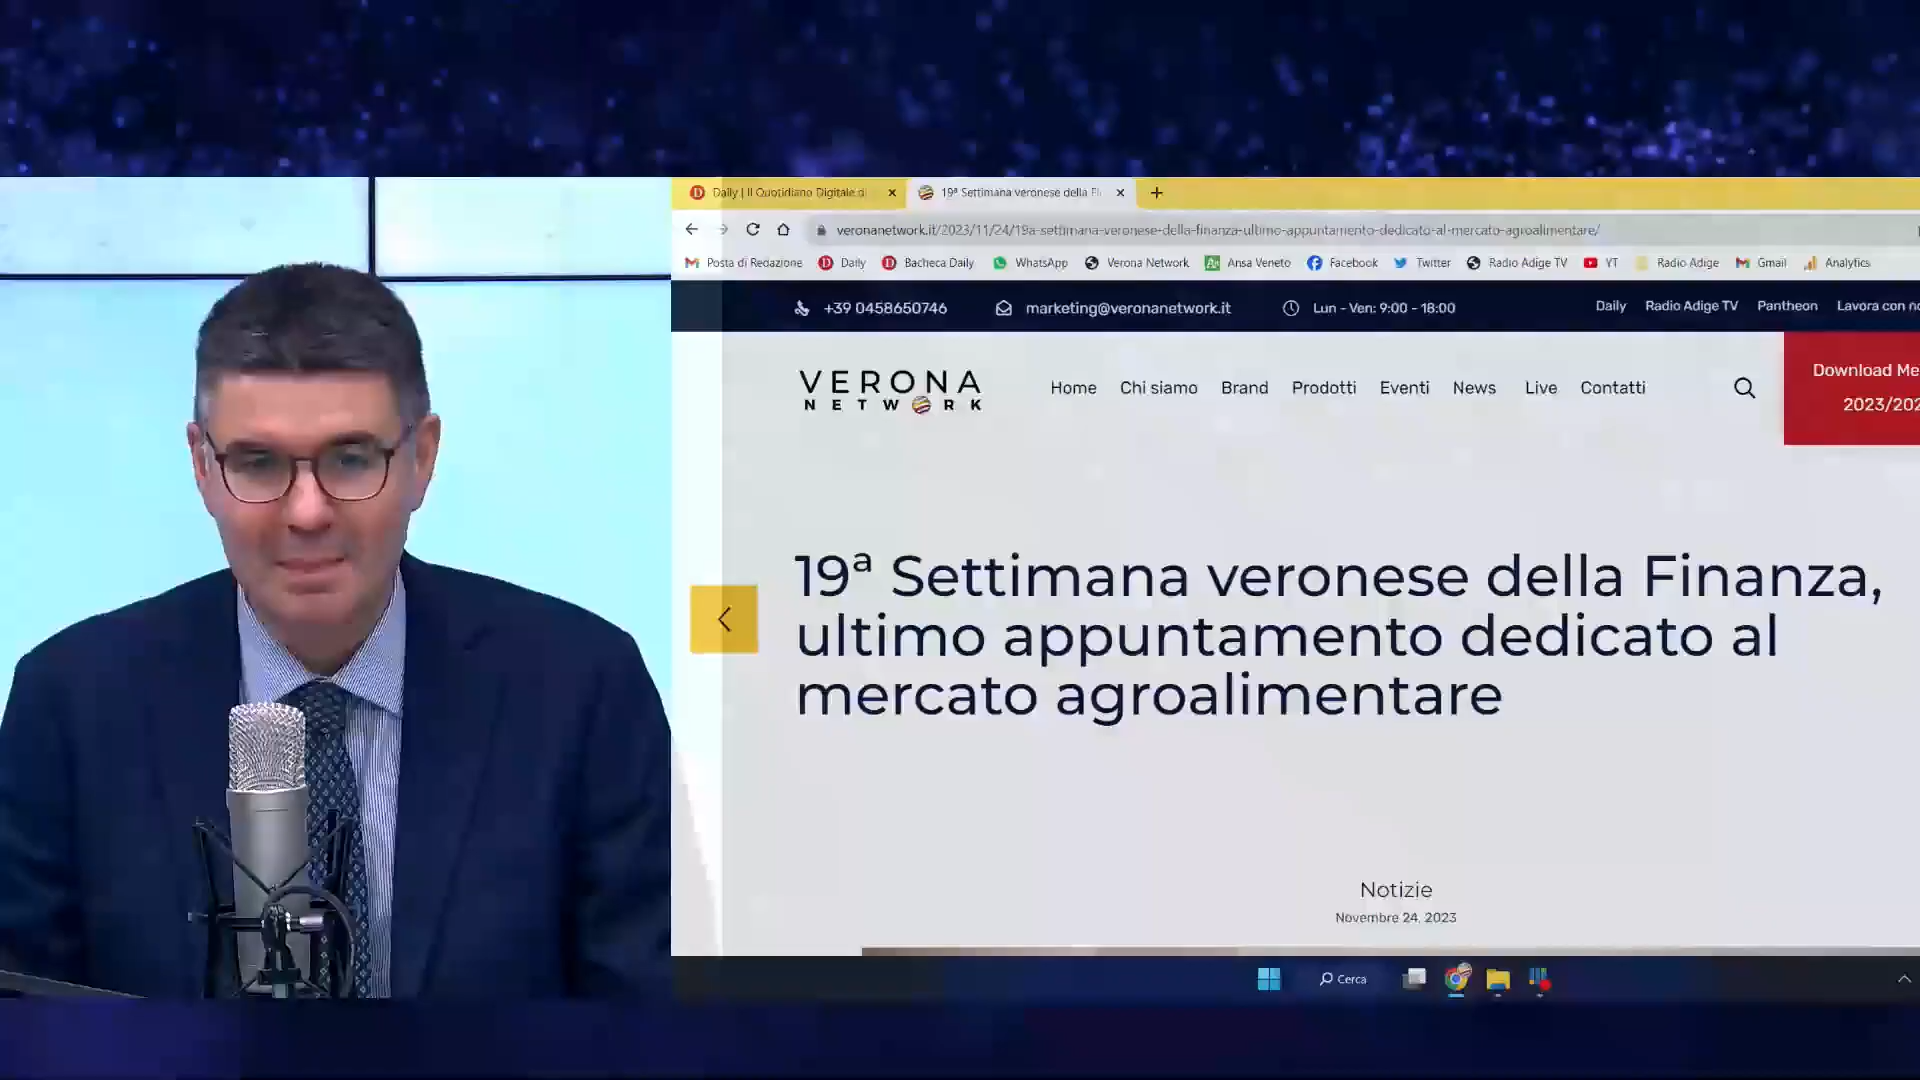 Daily | Il Quotidiano Digitale di
19ª Settimana veronese della Fi
veronanetwork.it/2023/11/24/19a-settimana-veronese-della-finanza-ultimo-appuntamento-dedicato-al-mercato-agroalimentare/
Posta di Redazione Daily Bacheca Daily WhatsApp Verona Network Ansa Veneto Facebook Twitter Radio Adige TV YT Radio Adige Gmail Analytics
+39 0458650746 marketing@veronanetwork.it Lun - Ven: 9:00 - 18:00 Daily Radio Adige TV Pantheon Lavora con no
VERONA
NETWORK
Home Chi siamo Brand Prodotti Eventi News Live Contatti
Download Me
2023/202
19ª Settimana veronese della Finanza,
ultimo appuntamento dedicato al
mercato agroalimentare
Notizie
Novembre 24, 2023
Cerca